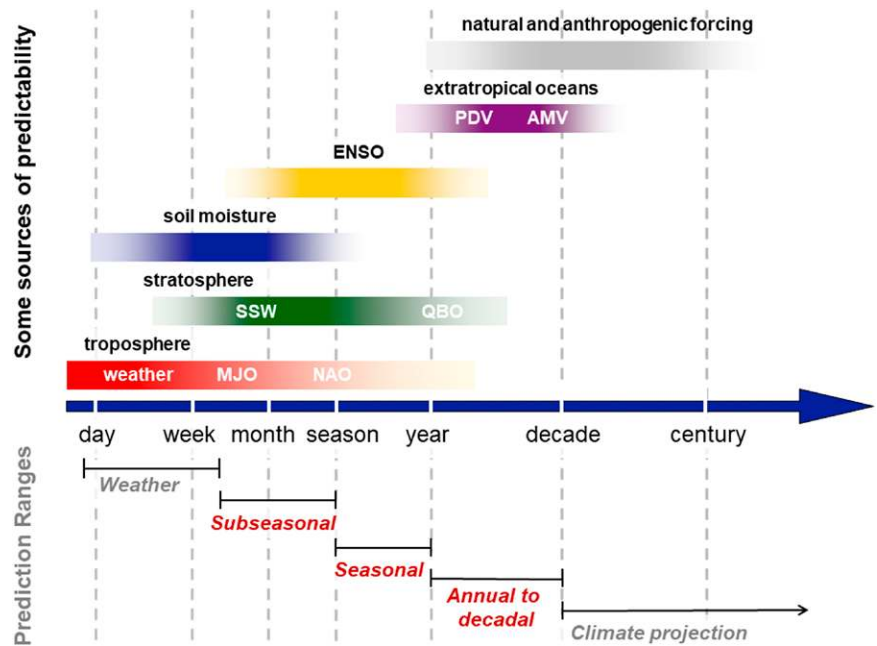 Some sources of predictability
natural and anthropogenic forcing
extratropical oceans
PDV AMV
ENSO
soil moisture
stratosphere
SSW QBO
troposphere
weather MJO NAO
day week month season year decade century
Prediction Ranges
Weather
Subseasonal
Seasonal
Annual to
decadal
Climate projection